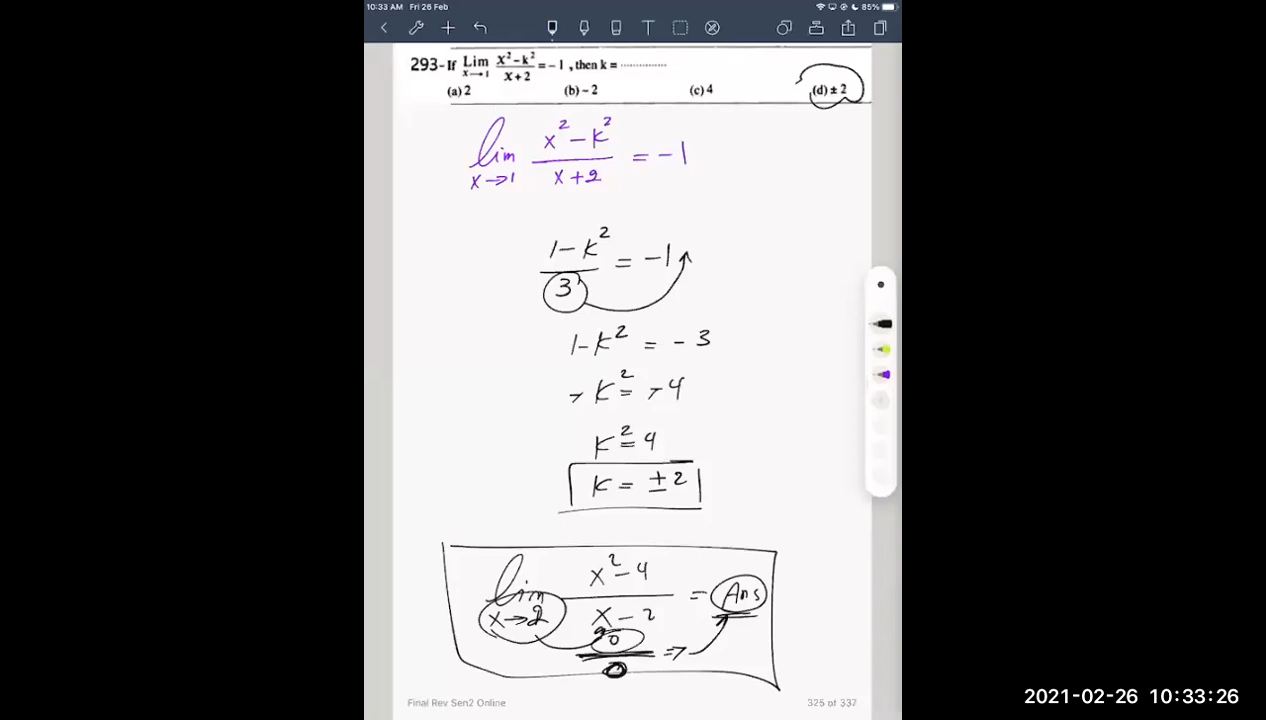 10:33 AM Fri 26 Feb 85%
293- If Lim x→1 x²-k² / x+2 = -1 , then k = ..............
(a) 2 (b) -2 (c) 4 (d) ± 2
lim x→1 x² - k² / x+2 = -1
1-k² / 3 = -1
1-k² = -3
-k² = -4
k² = 4
k = ±2
lim x→2 x²-4 / x-2 = Ans
0 / 0 ⇒
Final Rev Sen2 Online 325 of 337
2021-02-26 10:33:26